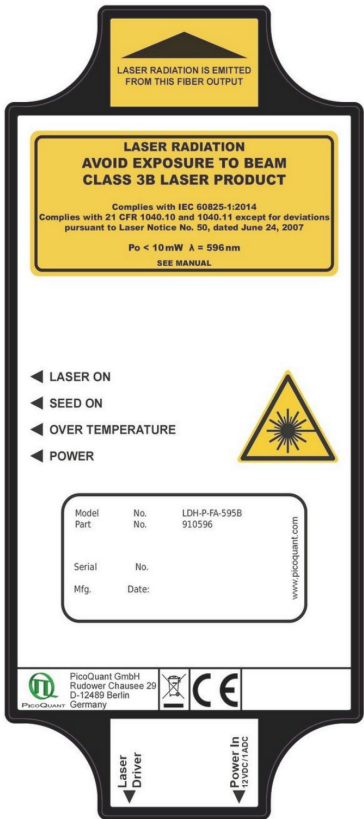 LASER RADIATION IS EMITTED
FROM THIS FIBER OUTPUT
LASER RADIATION
AVOID EXPOSURE TO BEAM
CLASS 3B LASER PRODUCT
Complies with IEC 60825-1:2014
Complies with 21 CFR 1040.10 and 1040.11 except for deviations
pursuant to Laser Notice No. 50, dated June 24, 2007
Po < 10mW λ = 596nm
SEE MANUAL
LASER ON
SEED ON
OVER TEMPERATURE
POWER
Model No. LDH-P-FA-595B
Part No. 910596
Serial No.
Mfg. Date:
www.picoquant.com
PICOQUANT
PicoQuant GmbH
Rudower Chausee 29
D-12489 Berlin
Germany
CE
Laser
Driver
Power In
12VDC/1ADC